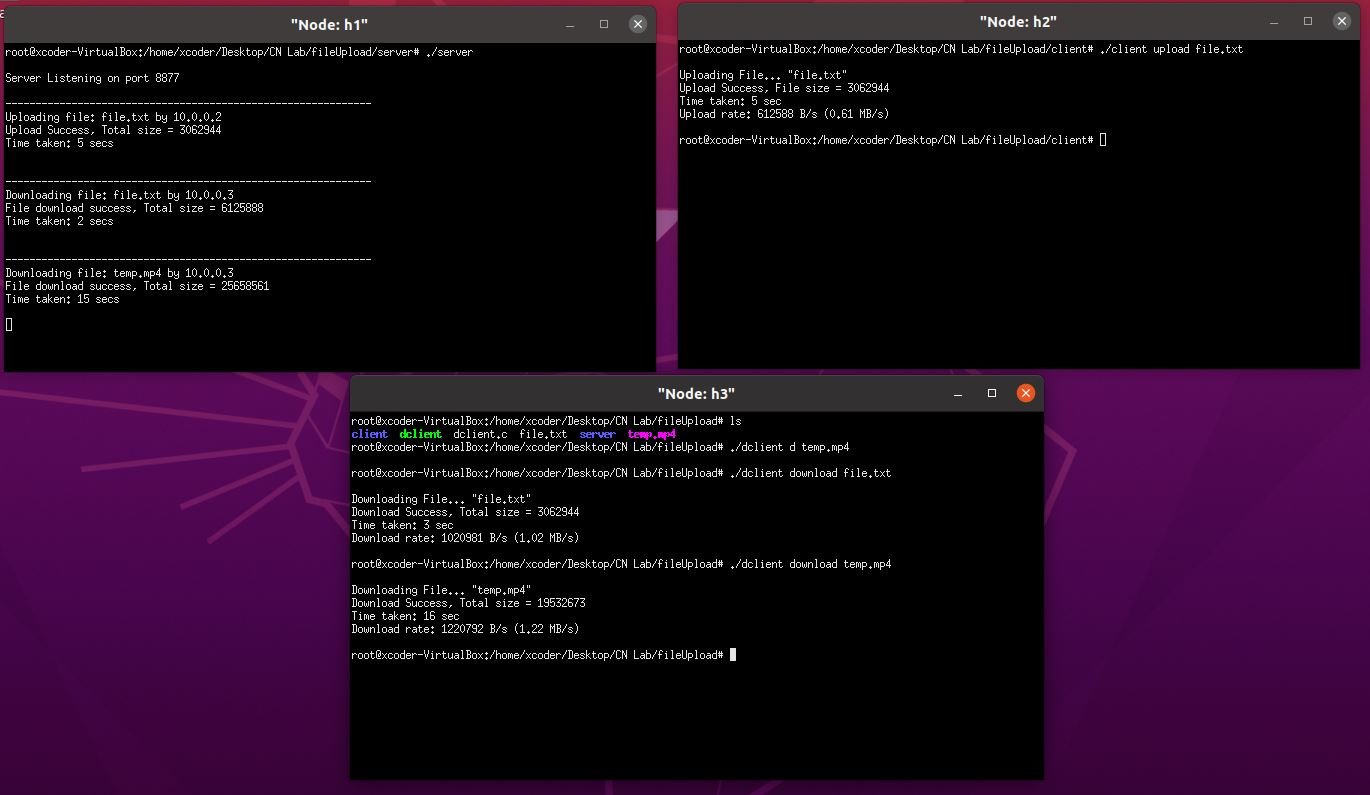 "Node: h1"
root@xcoder-VirtualBox:/home/xcoder/Desktop/CN Lab/fileUpload/server# ./server
Server Listening on port 8877
-------------------------------------------------------------
Uploading file: file.txt by 10.0.0.2
Upload Success, Total size = 3062944
Time taken: 5 secs
-------------------------------------------------------------
Downloading file: file.txt by 10.0.0.3
File download success, Total size = 6125888
Time taken: 2 secs
-------------------------------------------------------------
Downloading file: temp.mp4 by 10.0.0.3
File download success, Total size = 25658561
Time taken: 15 secs
"Node: h2"
root@xcoder-VirtualBox:/home/xcoder/Desktop/CN Lab/fileUpload/client# ./client upload file.txt
Uploading File... "file.txt"
Upload Success, File size = 3062944
Time taken: 5 sec
Upload rate: 612588 B/s (0.61 MB/s)
root@xcoder-VirtualBox:/home/xcoder/Desktop/CN Lab/fileUpload/client#
"Node: h3"
root@xcoder-VirtualBox:/home/xcoder/Desktop/CN Lab/fileUpload# ls
client dclient dclient.c file.txt server temp.mp4
root@xcoder-VirtualBox:/home/xcoder/Desktop/CN Lab/fileUpload# ./dclient d temp.mp4
root@xcoder-VirtualBox:/home/xcoder/Desktop/CN Lab/fileUpload# ./dclient download file.txt
Downloading File... "file.txt"
Download Success, Total size = 3062944
Time taken: 3 sec
Download rate: 1020981 B/s (1.02 MB/s)
root@xcoder-VirtualBox:/home/xcoder/Desktop/CN Lab/fileUpload# ./dclient download temp.mp4
Downloading File... "temp.mp4"
Download Success, Total size = 19532673
Time taken: 16 sec
Download rate: 1220792 B/s (1.22 MB/s)
root@xcoder-VirtualBox:/home/xcoder/Desktop/CN Lab/fileUpload#